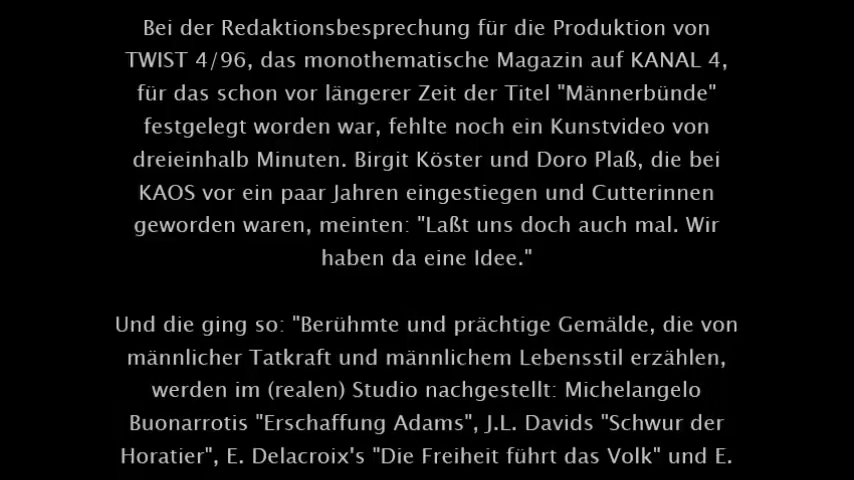 Bei der Redaktionsbesprechung für die Produktion von
TWIST 4/96, das monothematische Magazin auf KANAL 4,
für das schon vor längerer Zeit der Titel "Männerbünde"
festgelegt worden war, fehlte noch ein Kunstvideo von
dreieinhalb Minuten. Birgit Köster und Doro Plaß, die bei
KAOS vor ein paar Jahren eingestiegen und Cutterinnen
geworden waren, meinten: "Laßt uns doch auch mal. Wir
haben da eine Idee."
Und die ging so: "Berühmte und prächtige Gemälde, die von
männlicher Tatkraft und männlichem Lebensstil erzählen,
werden im (realen) Studio nachgestellt: Michelangelo
Buonarrotis "Erschaffung Adams", J.L. Davids "Schwur der
Horatier", E. Delacroix's "Die Freiheit führt das Volk" und E.